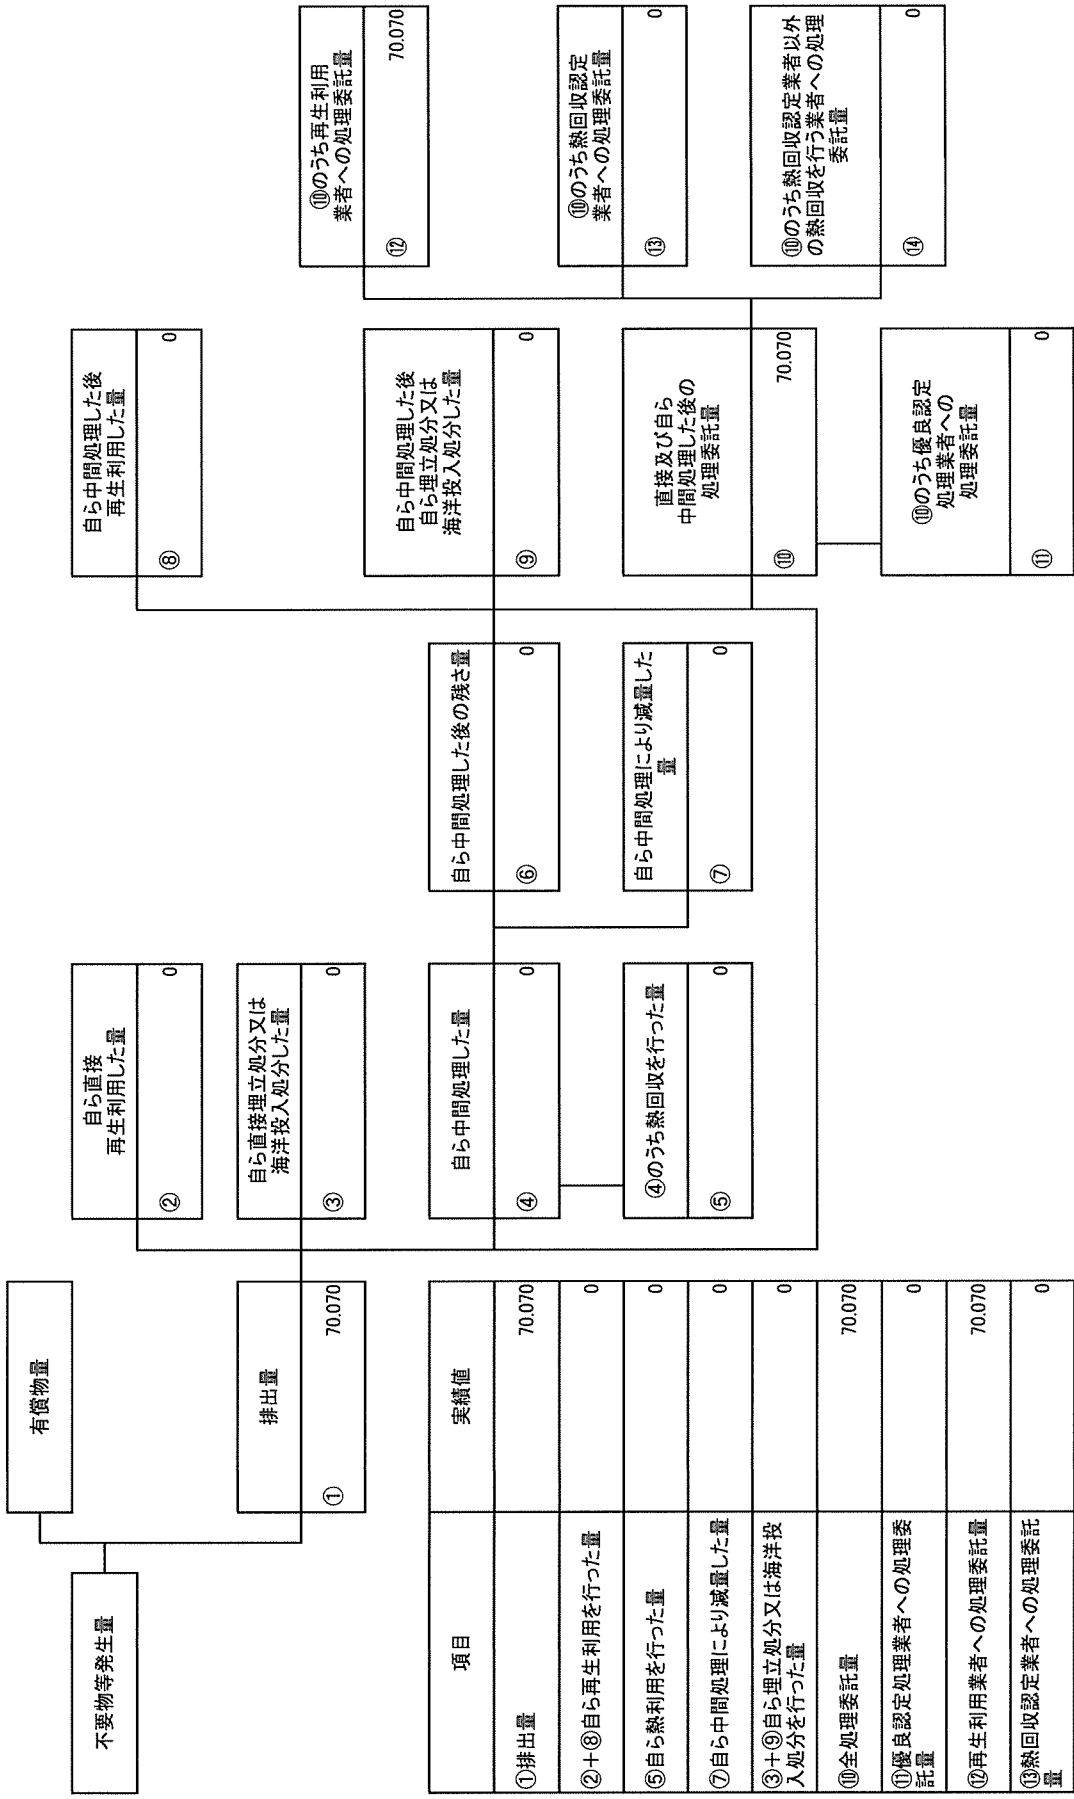 不要物等発生量
有償物量
排出量
①
70.070
自ら直接
再生利用した量
②
0
自ら直接埋立処分又は
海洋投入処分した量
③
0
自ら中間処理した量
④
0
④のうち熱回収を行った量
⑤
0
自ら中間処理した後の残さ量
⑥
0
自ら中間処理により減量した
量
⑦
0
自ら中間処理した後
再生利用した量
⑧
0
自ら中間処理した後
自ら埋立処分又は
海洋投入処分した量
⑨
0
直接及び自ら
中間処理した後の
処理委託量
⑩
70.070
⑩のうち優良認定
処理業者への
処理委託量
⑪
0
⑩のうち再生利用
業者への処理委託量
⑫
70.070
⑩のうち熱回収認定
業者への処理委託量
⑬
0
⑩のうち熱回収認定業者以外
の熱回収を行う業者への処理
委託量
⑭
0
項目
実績値
①排出量
70.070
②+⑧自ら再生利用を行った量
0
⑤自ら熱利用を行った量
0
⑦自ら中間処理により減量した量
0
③+⑨自ら埋立処分又は海洋投
入処分を行った量
0
⑩全処理委託量
70.070
⑪優良認定処理業者への処理委
託量
0
⑫再生利用業者への処理委託量
70.070
⑬熱回収認定業者への処理委託
量
0